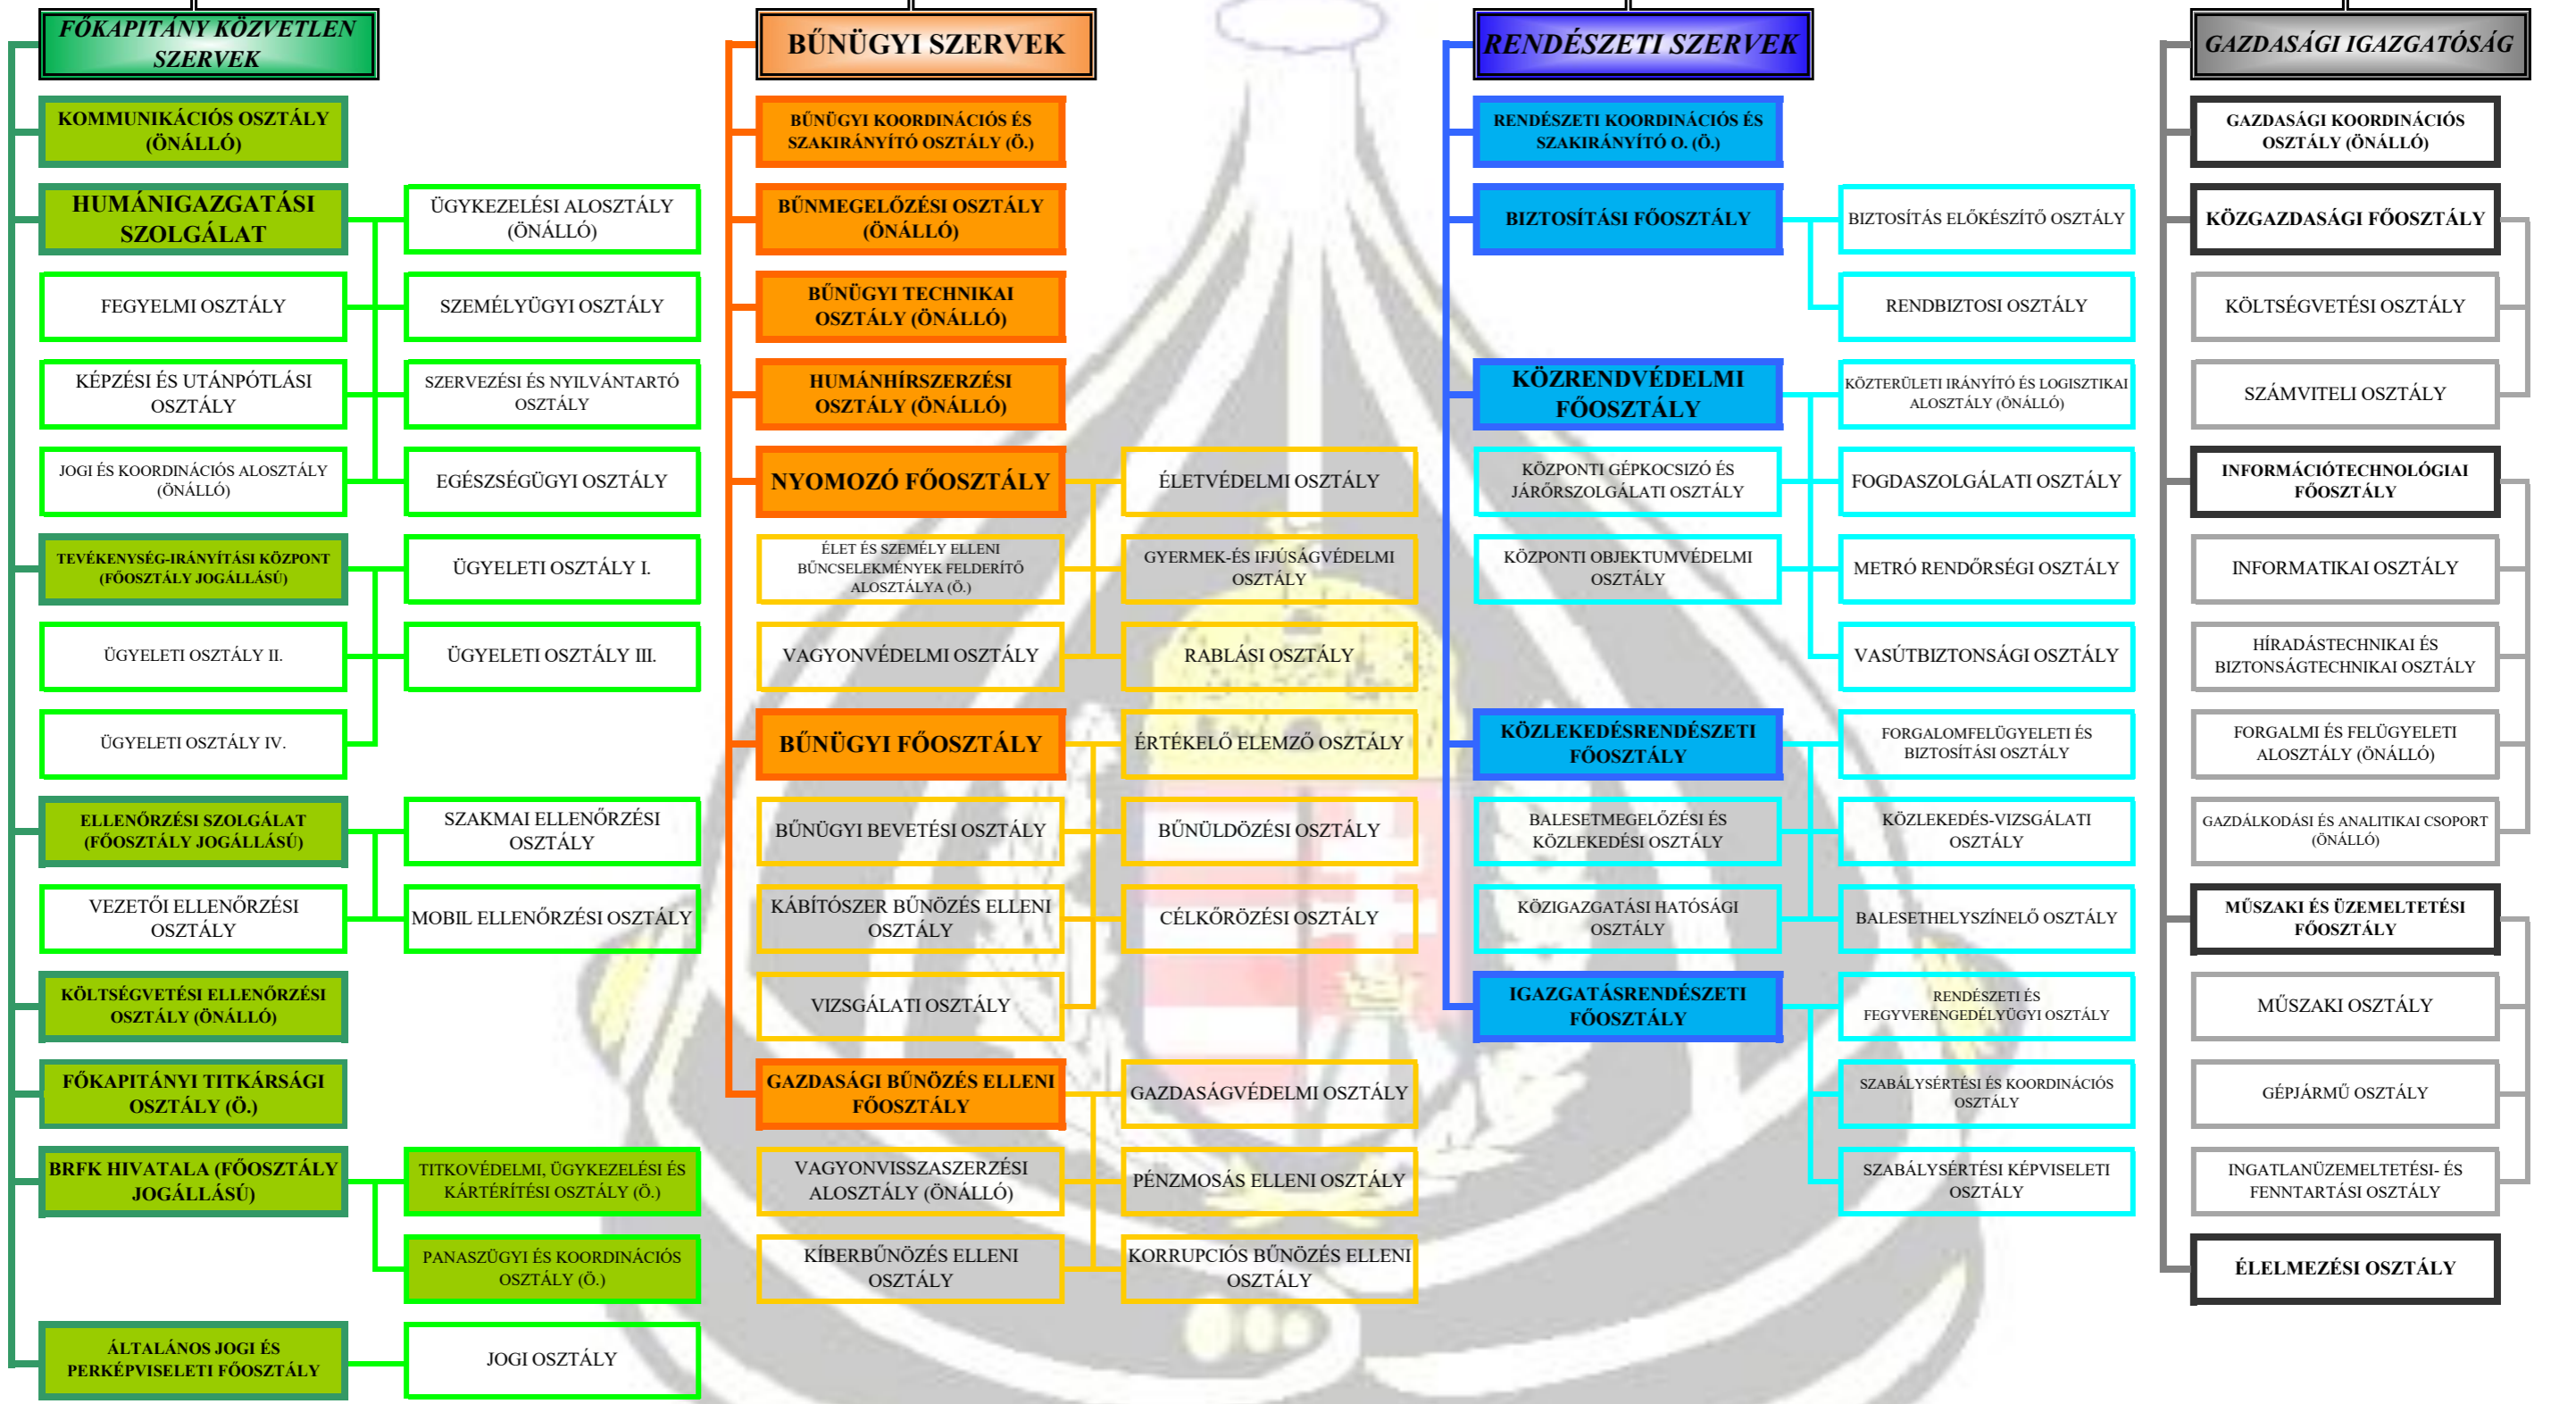 FŐKAPITÁNY KÖZVETLEN
SZERVEK
KOMMUNIKÁCIÓS OSZTÁLY
(ÖNÁLLÓ)
HUMÁNIGAZGATÁSI
SZOLGÁLAT
ÜGYKEZELÉSI ALOSZTÁLY
(ÖNÁLLÓ)
FEGYELMI OSZTÁLY
SZEMÉLYÜGYI OSZTÁLY
KÉPZÉSI ÉS UTÁNPÓTLÁSI
OSZTÁLY
SZERVEZÉSI ÉS NYILVÁNTARTÓ
OSZTÁLY
JOGI ÉS KOORDINÁCIÓS ALOSZTÁLY
(ÖNÁLLÓ)
EGÉSZSÉGÜGYI OSZTÁLY
TEVÉKENYSÉG-IRÁNYÍTÁSI KÖZPONT
(FŐOSZTÁLY JOGÁLLÁSÚ)
ÜGYELETI OSZTÁLY I.
ÜGYELETI OSZTÁLY II.
ÜGYELETI OSZTÁLY III.
ÜGYELETI OSZTÁLY IV.
ELLENŐRZÉSI SZOLGÁLAT
(FŐOSZTÁLY JOGÁLLÁSÚ)
SZAKMAI ELLENŐRZÉSI
OSZTÁLY
VEZETŐI ELLENŐRZÉSI
OSZTÁLY
MOBIL ELLENŐRZÉSI OSZTÁLY
KÖLTSÉGVETÉSI ELLENŐRZÉSI
OSZTÁLY (ÖNÁLLÓ)
FŐKAPITÁNYI TITKÁRSÁGI
OSZTÁLY (Ö.)
BRFK HIVATALA (FŐOSZTÁLY
JOGÁLLÁSÚ)
TITKOVÉDELMI, ÜGYKEZELÉSI ÉS
KÁRTÉRÍTÉSI OSZTÁLY (Ö.)
PANASZÜGYI ÉS KOORDINÁCIÓS
OSZTÁLY (Ö.)
ÁLTALÁNOS JOGI ÉS
PERKÉPVISELETI FŐOSZTÁLY
JOGI OSZTÁLY
BŰNÜGYI SZERVEK
BŰNÜGYI KOORDINÁCIÓS ÉS
SZAKIRÁNYÍTÓ OSZTÁLY (Ö.)
BŰNMEGELŐZÉSI OSZTÁLY
(ÖNÁLLÓ)
BŰNÜGYI TECHNIKAI
OSZTÁLY (ÖNÁLLÓ)
HUMÁNHÍRSZERZÉSI
OSZTÁLY (ÖNÁLLÓ)
NYOMOZÓ FŐOSZTÁLY
ÉLETVÉDELMI OSZTÁLY
ÉLET ÉS SZEMÉLY ELLENI
BŰNCSELEKMÉNYEK FELDERÍTŐ
ALOSZTÁLYA (Ö.)
GYERMEK-ÉS IFJÚSÁGVÉDELMI
OSZTÁLY
VAGYONVÉDELMI OSZTÁLY
RABLÁSI OSZTÁLY
BŰNÜGYI FŐOSZTÁLY
ÉRTÉKELŐ ELEMZŐ OSZTÁLY
BŰNÜGYI BEVETÉSI OSZTÁLY
BŰNÜLDÖZÉSI OSZTÁLY
KÁBÍTÓSZER BŰNÖZÉS ELLENI
OSZTÁLY
CÉLKŐRÖZÉSI OSZTÁLY
VIZSGÁLATI OSZTÁLY
GAZDASÁGI BŰNÖZÉS ELLENI
FŐOSZTÁLY
GAZDASÁGVÉDELMI OSZTÁLY
VAGYONVISSZASZERZÉSI
ALOSZTÁLY (ÖNÁLLÓ)
PÉNZMOSÁS ELLENI OSZTÁLY
KÍBERBŰNÖZÉS ELLENI
OSZTÁLY
KORRUPCIÓS BŰNÖZÉS ELLENI
OSZTÁLY
RENDÉSZETI SZERVEK
RENDÉSZETI KOORDINÁCIÓS ÉS
SZAKIRÁNYÍTÓ O. (Ö.)
BIZTOSÍTÁSI FŐOSZTÁLY
BIZTOSÍTÁS ELŐKÉSZÍTŐ OSZTÁLY
RENDBIZTOSI OSZTÁLY
KÖZRENDVÉDELMI
FŐOSZTÁLY
KÖZTERÜLETI IRÁNYÍTÓ ÉS LOGISZTIKAI
ALOSZTÁLY (ÖNÁLLÓ)
KÖZPONTI GÉPKOCSIZÓ ÉS
JÁRŐRSZOLGÁLATI OSZTÁLY
FOGDASZOLGÁLATI OSZTÁLY
KÖZPONTI OBJEKTUMVÉDELMI
OSZTÁLY
METRÓ RENDŐRSÉGI OSZTÁLY
VASÚTBIZTONSÁGI OSZTÁLY
KÖZLEKEDÉSRENDÉSZETI
FŐOSZTÁLY
FORGALOMFELÜGYELETI ÉS
BIZTOSÍTÁSI OSZTÁLY
BALESETMEGELŐZÉSI ÉS
KÖZLEKEDÉSI OSZTÁLY
KÖZLEKEDÉS-VIZSGÁLATI
OSZTÁLY
KÖZIGAZGATÁSI HATÓSÁGI
OSZTÁLY
BALESETHELYSZÍNELŐ OSZTÁLY
IGAZGATÁSRENDÉSZETI
FŐOSZTÁLY
RENDÉSZETI ÉS
FEGYVERENGEDÉLYÜGYI OSZTÁLY
SZABÁLYSÉRTÉSI ÉS KOORDINÁCIÓS
OSZTÁLY
SZABÁLYSÉRTÉSI KÉPVISELETI
OSZTÁLY
GAZDASÁGI IGAZGATÓSÁG
GAZDASÁGI KOORDINÁCIÓS
OSZTÁLY (ÖNÁLLÓ)
KÖZGAZDASÁGI FŐOSZTÁLY
KÖLTSÉGVETÉSI OSZTÁLY
SZÁMVITELI OSZTÁLY
INFORMÁCIÓTECHNOLÓGIAI
FŐOSZTÁLY
INFORMATIKAI OSZTÁLY
HÍRADÁSTECHNIKAI ÉS
BIZTONSÁGTECHNIKAI OSZTÁLY
FORGALMI ÉS FELÜGYELETI
ALOSZTÁLY (ÖNÁLLÓ)
GAZDÁLKODÁSI ÉS ANALITIKAI CSOPORT
(ÖNÁLLÓ)
MŰSZAKI ÉS ÜZEMELTETÉSI
FŐOSZTÁLY
MŰSZAKI OSZTÁLY
GÉPJÁRMŰ OSZTÁLY
INGATLANÜZEMELTETÉSI- ÉS
FENNTARTÁSI OSZTÁLY
ÉLELMEZÉSI OSZTÁLY